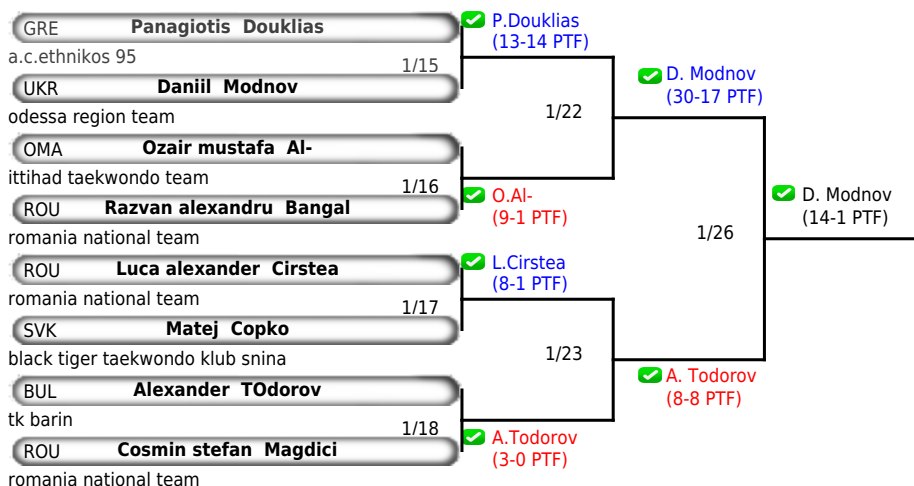 GRE Panagiotis Douklias
a.c.ethnikos 95
1/15
UKR Daniil Modnov
odessa region team
OMA Ozair mustafa Al-
ittihad taekwondo team
1/16
ROU Razvan alexandru Bangal
romania national team
ROU Luca alexander Cirstea
romania national team
1/17
SVK Matej Copko
black tiger taekwondo klub snina
BUL Alexander TOdorov
tk barin
1/18
ROU Cosmin stefan Magdici
romania national team
P.Douklias
(13-14 PTF)
1/22
O.Al-
(9-1 PTF)
L.Cirstea
(8-1 PTF)
1/23
A.Todorov
(3-0 PTF)
D. Modnov
(30-17 PTF)
1/26
A. Todorov
(8-8 PTF)
D. Modnov
(14-1 PTF)